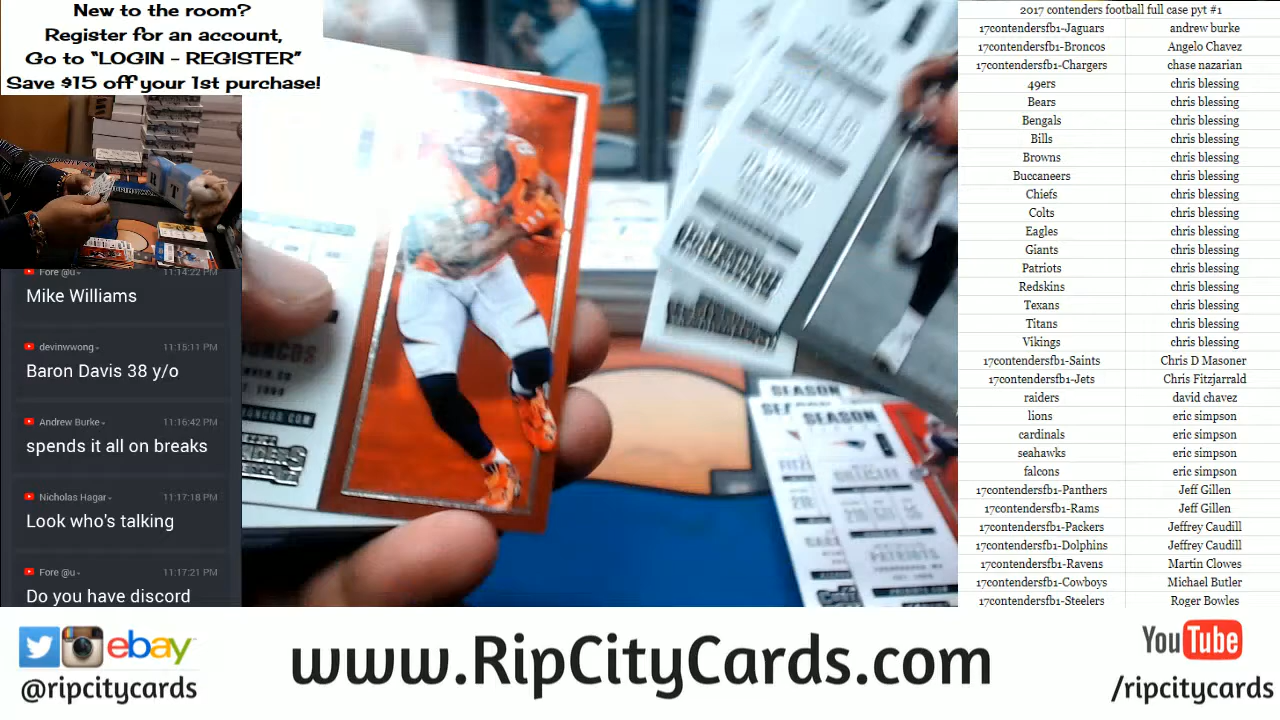 New to the room?
Register for an account,
Go to “LOGIN - REGISTER”
Save $15 off your 1st purchase!
Fore @u 11:14:22 PM
Mike Williams
devinwwong 11:15:11 PM
Baron Davis 38 y/o
Andrew Burke 11:16:42 PM
spends it all on breaks
Nicholas Hagar 11:17:18 PM
Look who's talking
Fore @u 11:17:21 PM
Do you have discord
SEASON
SEASON
PATRIOTS
2017 contenders football full case pyt #1
17contendersfb1-Jaguars andrew burke
17contendersfb1-Broncos Angelo Chavez
17contendersfb1-Chargers chase nazarian
49ers chris blessing
Bears chris blessing
Bengals chris blessing
Bills chris blessing
Browns chris blessing
Buccaneers chris blessing
Chiefs chris blessing
Colts chris blessing
Eagles chris blessing
Giants chris blessing
Patriots chris blessing
Redskins chris blessing
Texans chris blessing
Titans chris blessing
Vikings chris blessing
17contendersfb1-Saints Chris D Masoner
17contendersfb1-Jets Chris Fitzjarrald
raiders david chavez
lions eric simpson
cardinals eric simpson
seahawks eric simpson
falcons eric simpson
17contendersfb1-Panthers Jeff Gillen
17contendersfb1-Rams Jeff Gillen
17contendersfb1-Packers Jeffrey Caudill
17contendersfb1-Dolphins Jeffrey Caudill
17contendersfb1-Ravens Martin Clowes
17contendersfb1-Cowboys Michael Butler
17contendersfb1-Steelers Roger Bowles
ebay
@ripcitycards
www.RipCityCards.com
YouTube
/ripcitycards